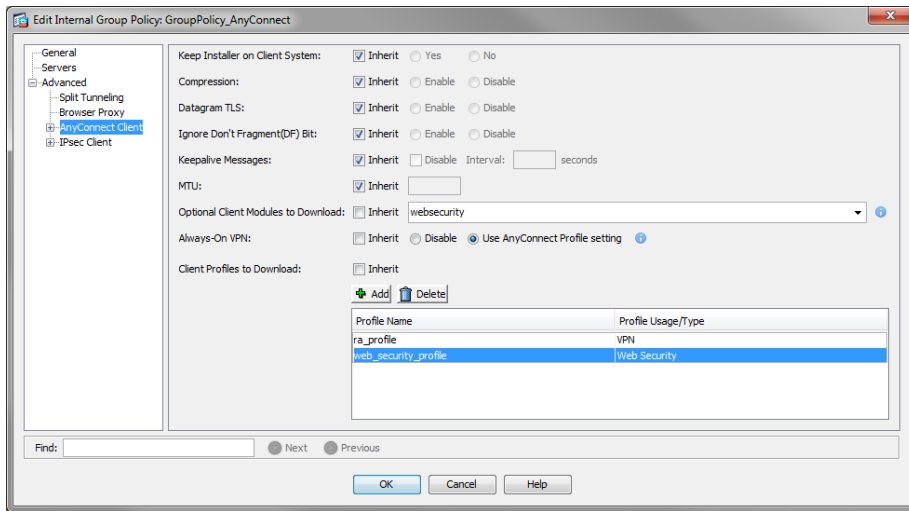 Edit Internal Group Policy: GroupPolicy_AnyConnect
General
Servers
Advanced
Split Tunneling
Browser Proxy
AnyConnect Client
IPsec Client
Keep Installer on Client System: Inherit Yes No
Compression: Inherit Enable Disable
Datagram TLS: Inherit Enable Disable
Ignore Don't Fragment(DF) Bit: Inherit Enable Disable
Keepalive Messages: Inherit Disable Interval: seconds
MTU: Inherit
Optional Client Modules to Download: Inherit websecurity
Always-On VPN: Inherit Disable Use AnyConnect Profile setting
Client Profiles to Download: Inherit
Add Delete
Profile Name Profile Usage/Type
ra_profile VPN
web_security_profile Web Security
Find: Next Previous
OK Cancel Help